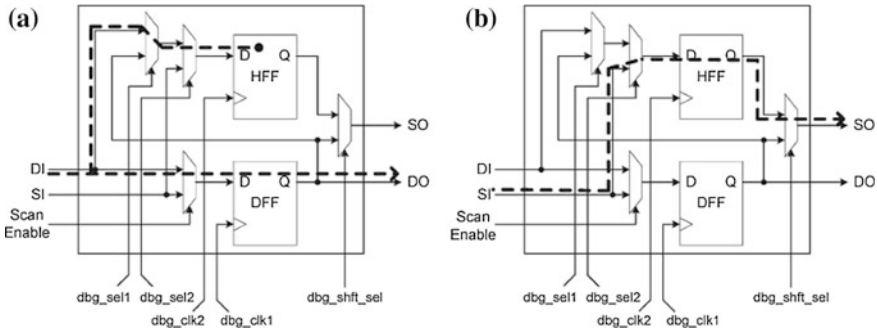 (a)
D Q
HFF
SO
DI
SI
D Q
DFF
DO
Scan
Enable
dbg_sel1
dbg_sel2
dbg_clk2
dbg_clk1
dbg_shft_sel
(b)
D Q
HFF
SO
DI
SI
D Q
DFF
DO
Scan
Enable
dbg_sel1
dbg_sel2
dbg_clk2
dbg_clk1
dbg_shft_sel